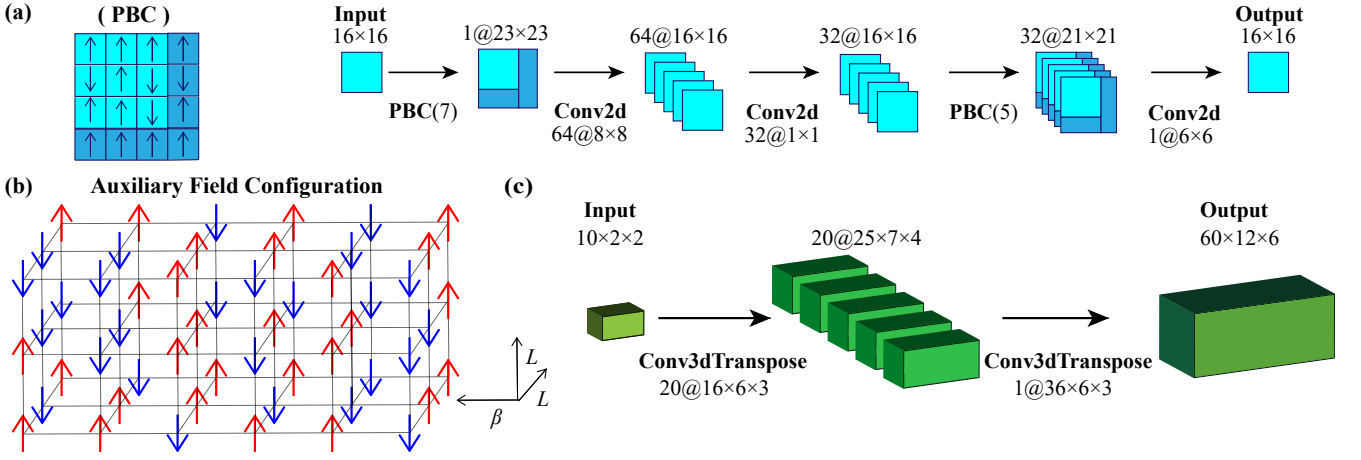 (a)
( PBC )
Input
16×16
PBC(7)
1@23×23
Conv2d
64@8×8
64@16×16
Conv2d
32@1×1
32@16×16
PBC(5)
32@21×21
Conv2d
1@6×6
Output
16×16
(b)
Auxiliary Field Configuration
L
L
β
(c)
Input
10×2×2
Conv3dTranspose
20@16×6×3
20@25×7×4
Conv3dTranspose
1@36×6×3
Output
60×12×6